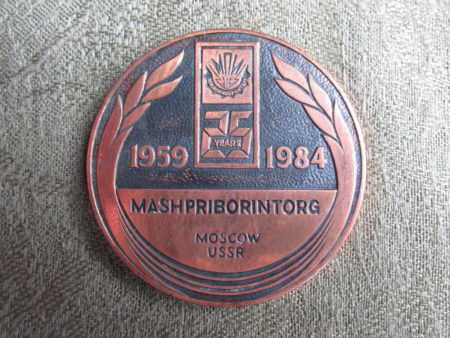 25
YEARS
1959 1984
MASHPRIBORINTORG
MOSCOW
USSR